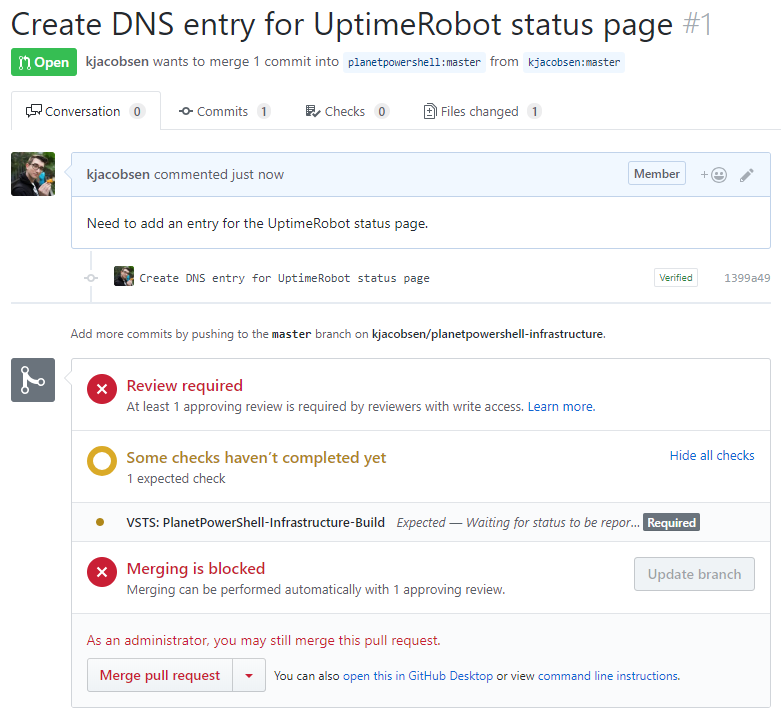 Create DNS entry for UptimeRobot status page #1
Open kjacobsen wants to merge 1 commit into planetpowershell:master from kjacobsen:master
Conversation 0 Commits 1 Checks 0 Files changed 1
kjacobsen commented just now Member +
Need to add an entry for the UptimeRobot status page.
Create DNS entry for UptimeRobot status page Verified 1399a49
Add more commits by pushing to the master branch on kjacobsen/planetpowershell-infrastructure.
Review required
At least 1 approving review is required by reviewers with write access. Learn more.
Some checks haven't completed yet Hide all checks
1 expected check
VSTS: PlanetPowerShell-Infrastructure-Build Expected — Waiting for status to be repor... Required
Merging is blocked
Merging can be performed automatically with 1 approving review. Update branch
As an administrator, you may still merge this pull request.
Merge pull request You can also open this in GitHub Desktop or view command line instructions.